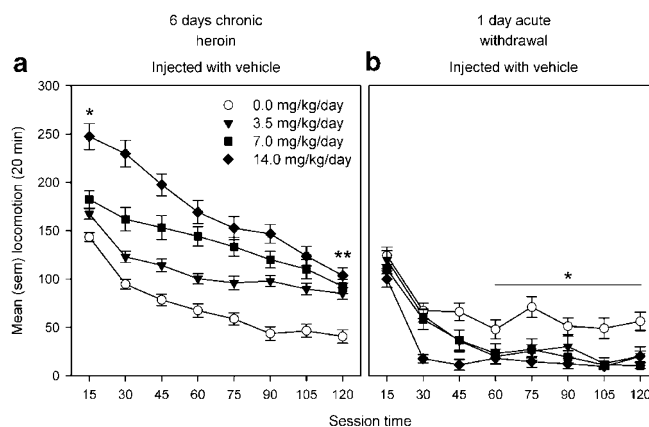 6 days chronic
heroin
1 day acute
withdrawal
a
Injected with vehicle
b
Injected with vehicle
Mean (sem) locomotion (20 min)
300
250
200
150
100
50
0
*
0.0 mg/kg/day
3.5 mg/kg/day
7.0 mg/kg/day
14.0 mg/kg/day
**
*
15 30 45 60 75 90 105 120
15 30 45 60 75 90 105 120
Session time